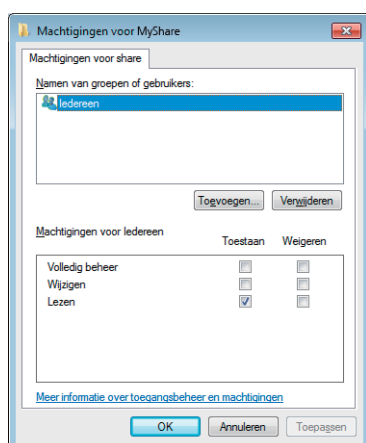 Machtigingen voor MyShare
Machtigingen voor share
Namen van groepen of gebruikers:
Iedereen
Toevoegen... Verwijderen
Machtigingen voor Iedereen Toestaan Weigeren
Volledig beheer
Wijzigen
Lezen
Meer informatie over toegangsbeheer en machtigingen
OK Annuleren Toepassen